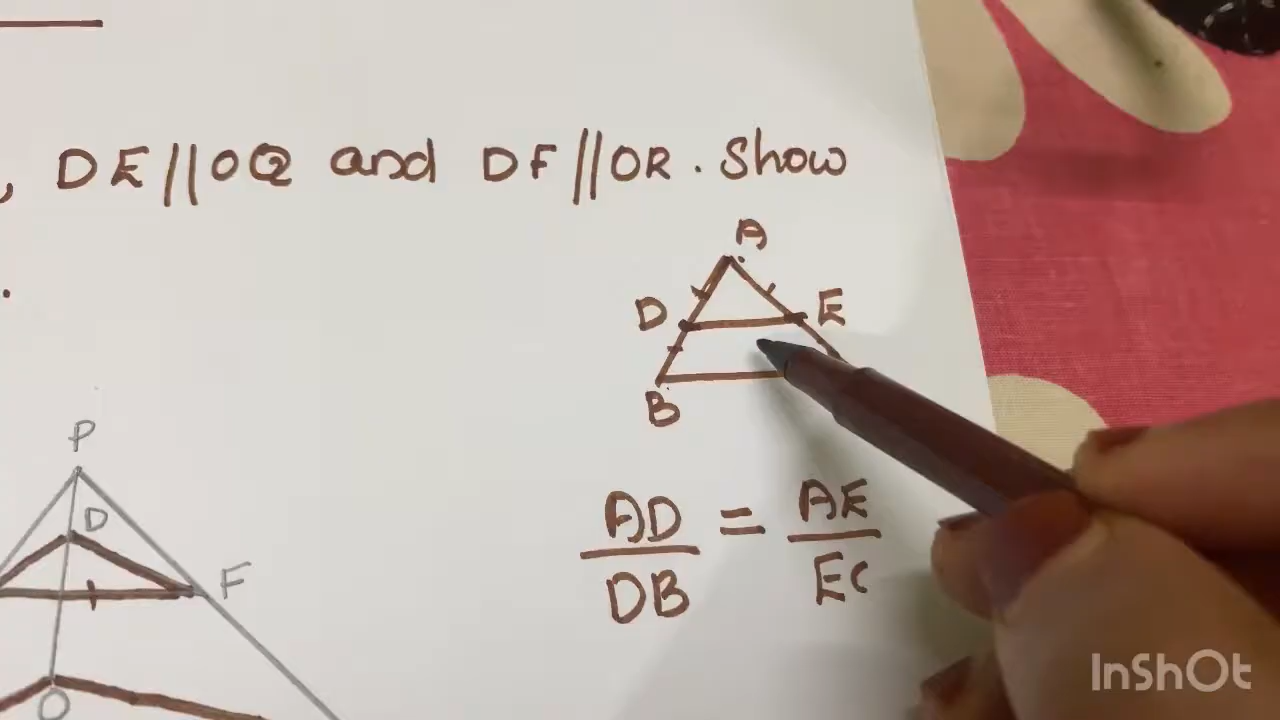 , DE//OQ and DF//OR. Show
.
A
D E
B
P
D
F
O
AD/DB = AE/EC
InShOt